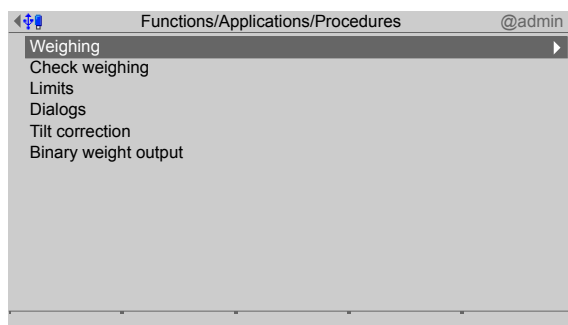 Functions/Applications/Procedures @admin
Weighing
Check weighing
Limits
Dialogs
Tilt correction
Binary weight output